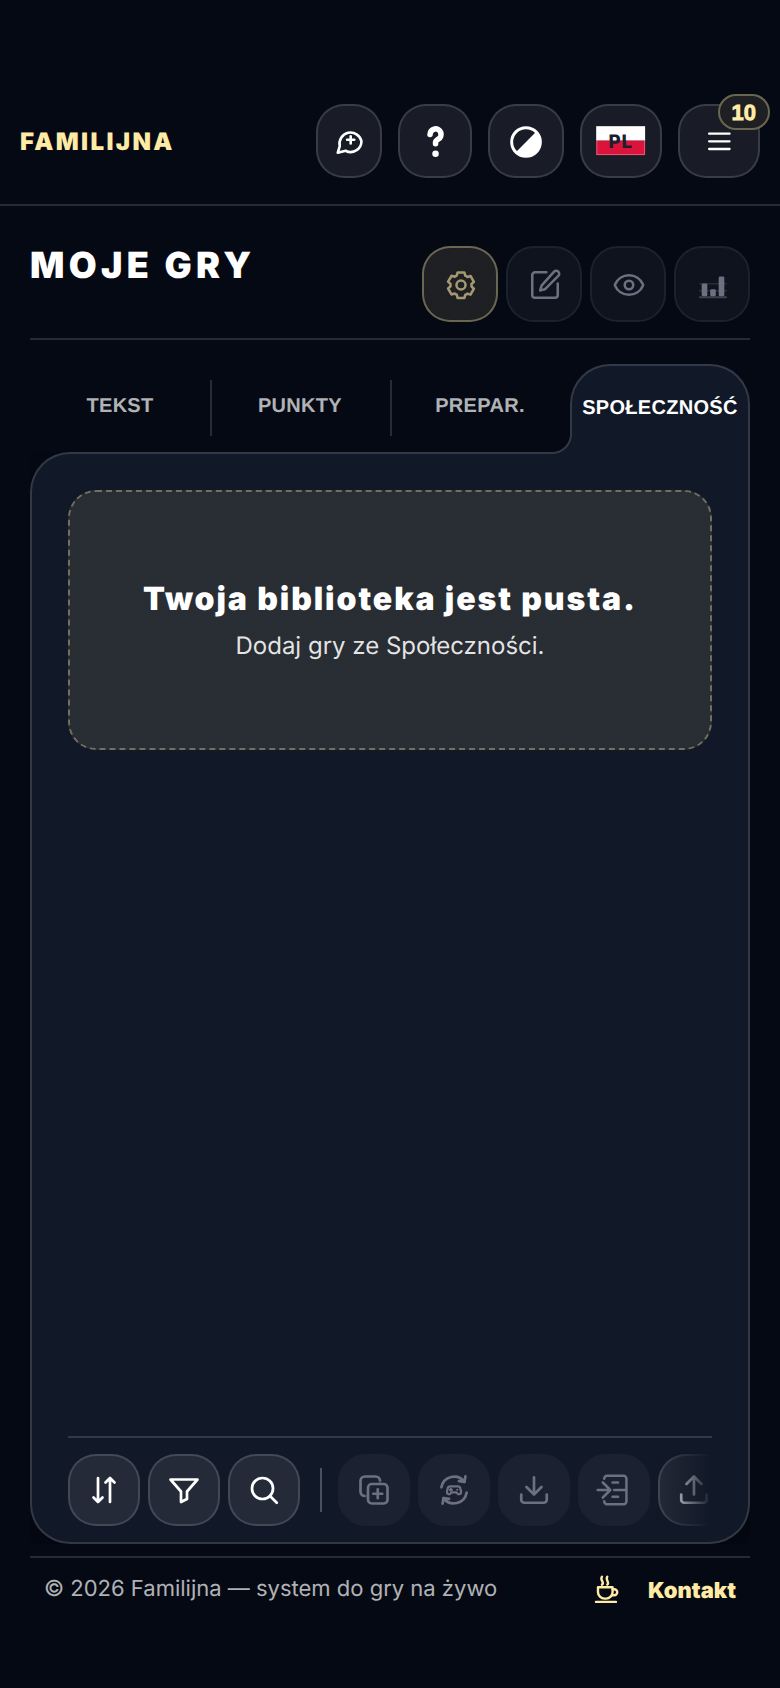 FAMILIJNA
PL
10
MOJE GRY
TEKST
PUNKTY
PREPAR.
SPOŁECZNOŚĆ
Twoja biblioteka jest pusta.
Dodaj gry ze Społeczności.
© 2026 Familijna — system do gry na żywo
Kontakt